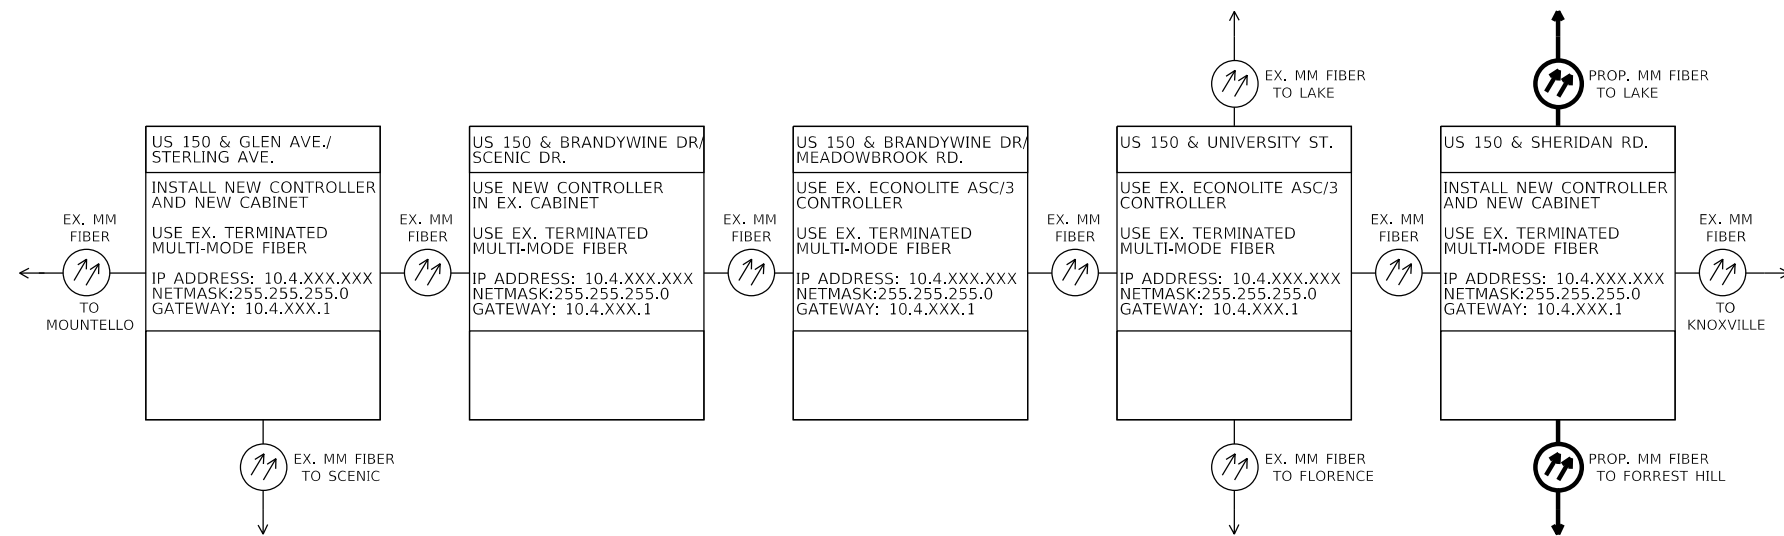 EX. MM FIBER
TO LAKE
PROP. MM FIBER
TO LAKE
US 150 & GLEN AVE./
STERLING AVE.
INSTALL NEW CONTROLLER
AND NEW CABINET
USE EX. TERMINATED
MULTI-MODE FIBER
IP ADDRESS: 10.4.XXX.XXX
NETMASK:255.255.255.0
GATEWAY: 10.4.XXX.1
US 150 & BRANDYWINE DR/
SCENIC DR.
USE NEW CONTROLLER
IN EX. CABINET
USE EX. TERMINATED
MULTI-MODE FIBER
IP ADDRESS: 10.4.XXX.XXX
NETMASK:255.255.255.0
GATEWAY: 10.4.XXX.1
US 150 & BRANDYWINE DR/
MEADOWBROOK RD.
USE EX. ECONOLITE ASC/3
CONTROLLER
USE EX. TERMINATED
MULTI-MODE FIBER
IP ADDRESS: 10.4.XXX.XXX
NETMASK:255.255.255.0
GATEWAY: 10.4.XXX.1
US 150 & UNIVERSITY ST.
USE EX. ECONOLITE ASC/3
CONTROLLER
USE EX. TERMINATED
MULTI-MODE FIBER
IP ADDRESS: 10.4.XXX.XXX
NETMASK:255.255.255.0
GATEWAY: 10.4.XXX.1
US 150 & SHERIDAN RD.
INSTALL NEW CONTROLLER
AND NEW CABINET
USE EX. TERMINATED
MULTI-MODE FIBER
IP ADDRESS: 10.4.XXX.XXX
NETMASK:255.255.255.0
GATEWAY: 10.4.XXX.1
EX. MM
FIBER
TO
MOUNTELLO
EX. MM
FIBER
EX. MM
FIBER
EX. MM
FIBER
EX. MM
FIBER
EX. MM
FIBER
TO
KNOXVILLE
EX. MM FIBER
TO SCENIC
EX. MM FIBER
TO FLORENCE
PROP. MM FIBER
TO FORREST HILL